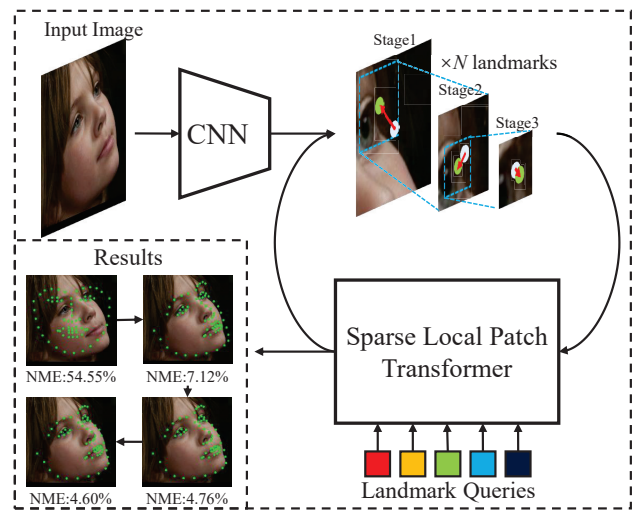 Input Image
CNN
Stage1
×N landmarks
Stage2
Stage3
Results
NME:54.55%
NME:7.12%
NME:4.60%
NME:4.76%
Sparse Local Patch
Transformer
Landmark Queries